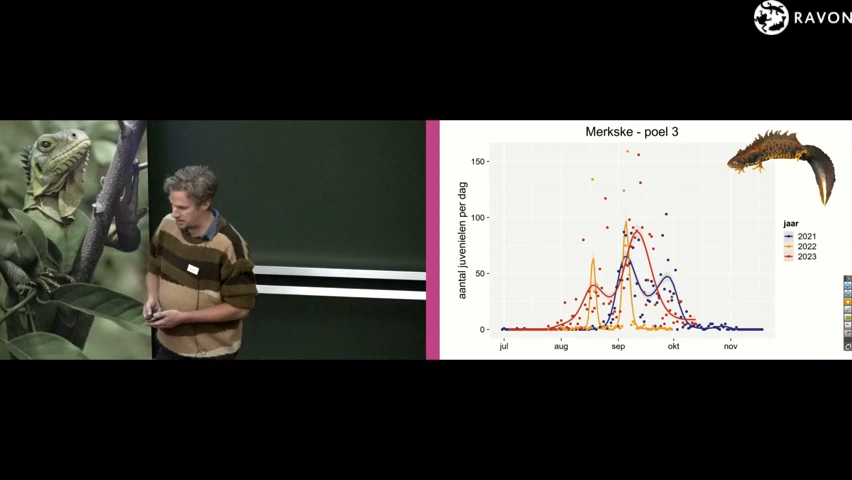 RAVON
Merkske - poel 3
aantal juvenielen per dag
150
100
50
0
jul
aug
sep
okt
nov
jaar
2021
2022
2023